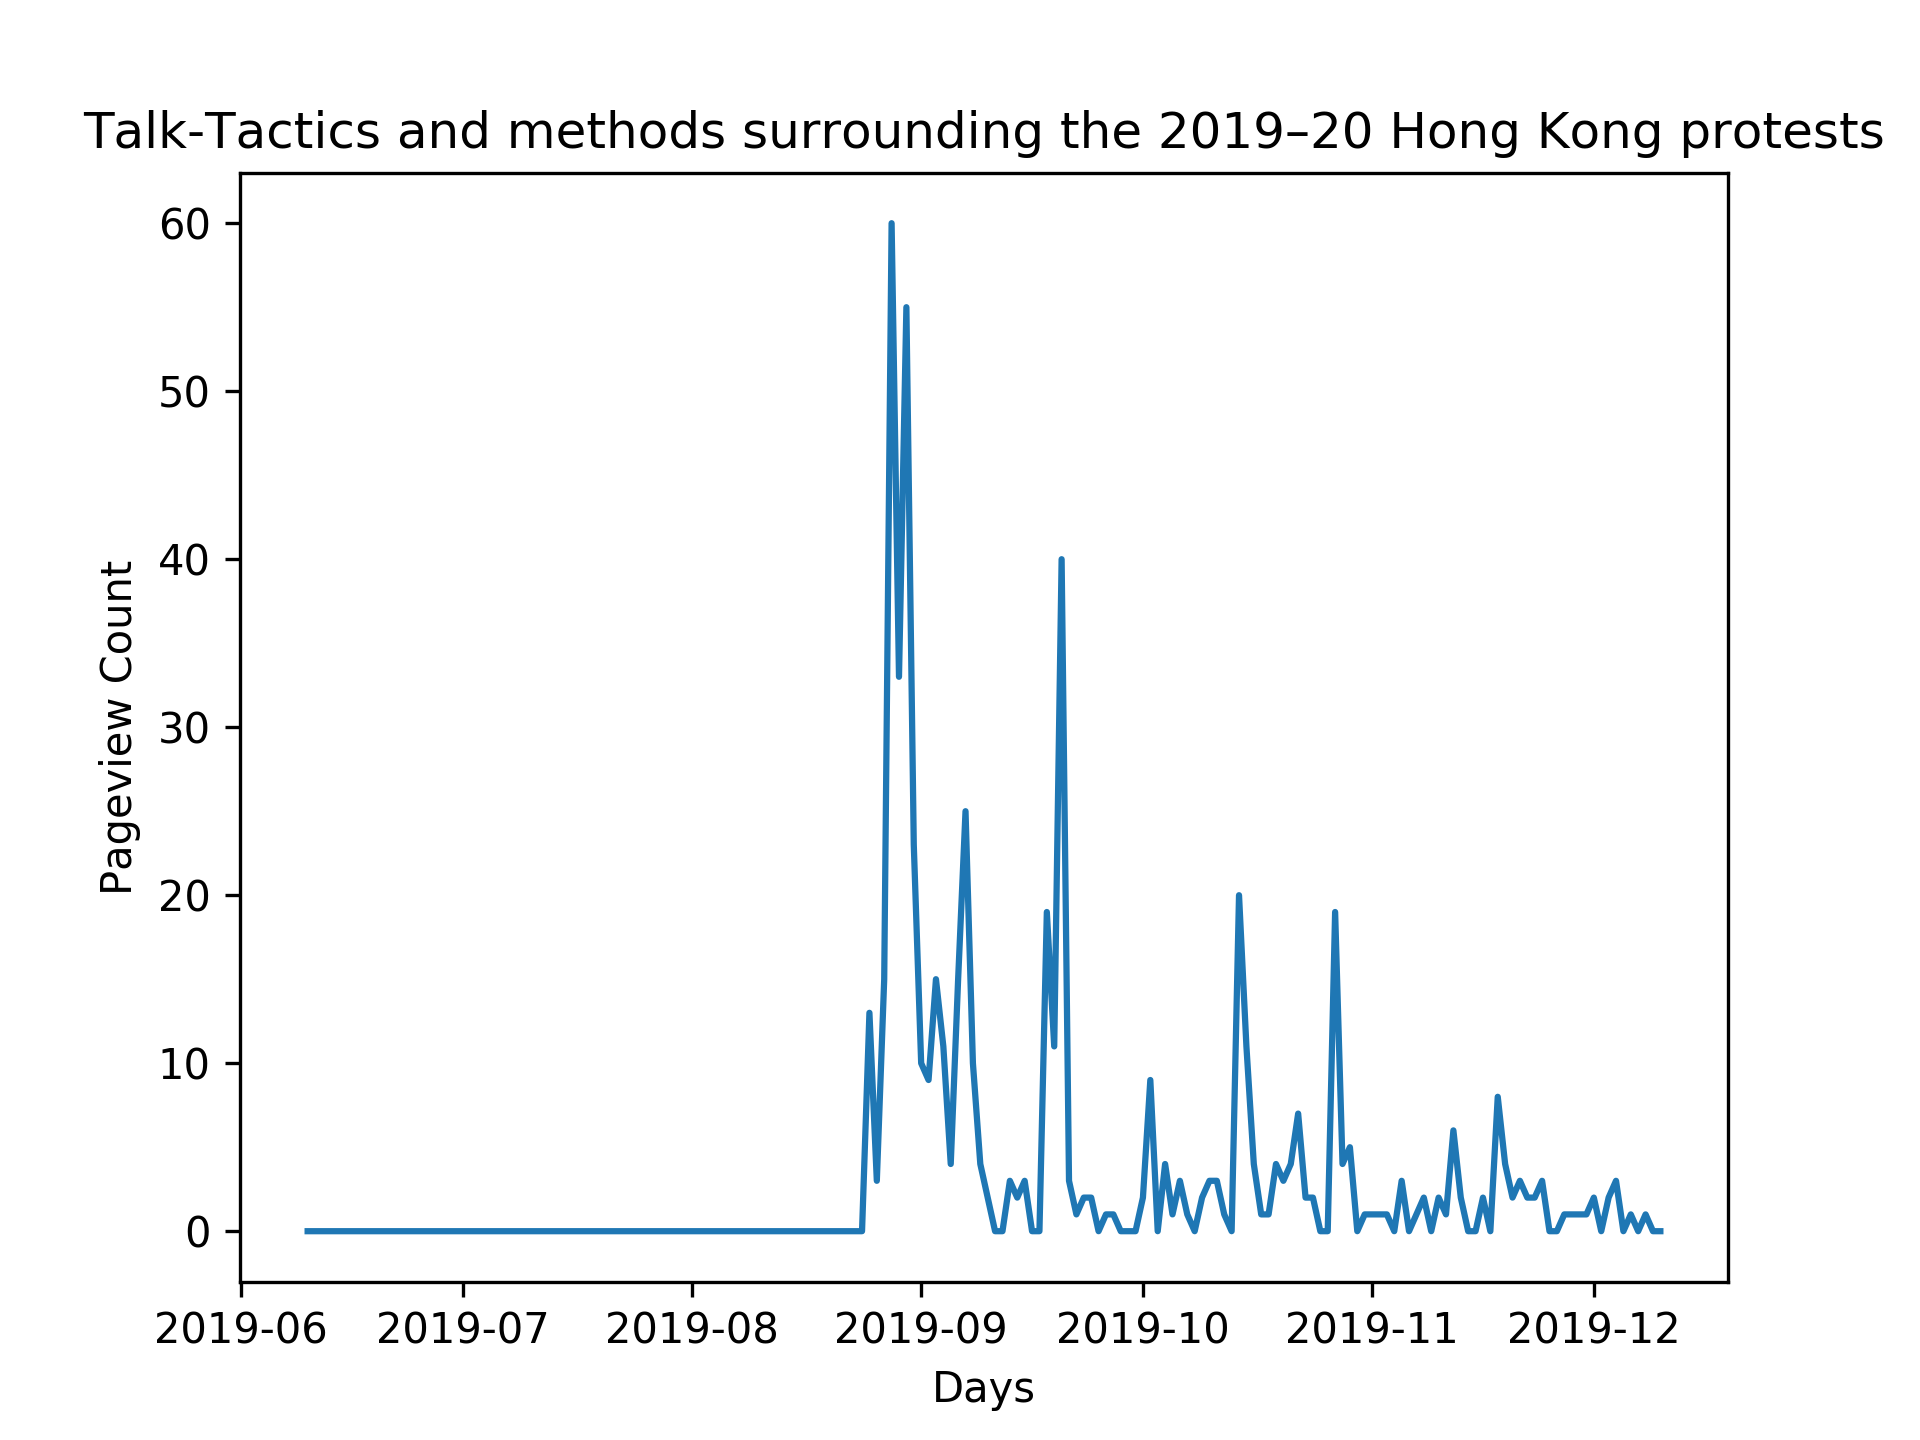 Talk-Tactics and methods surrounding the 2019–20 Hong Kong protests
60
50
40
30
20
10
0
Pageview Count
2019-06 2019-07 2019-08 2019-09 2019-10 2019-11 2019-12
Days